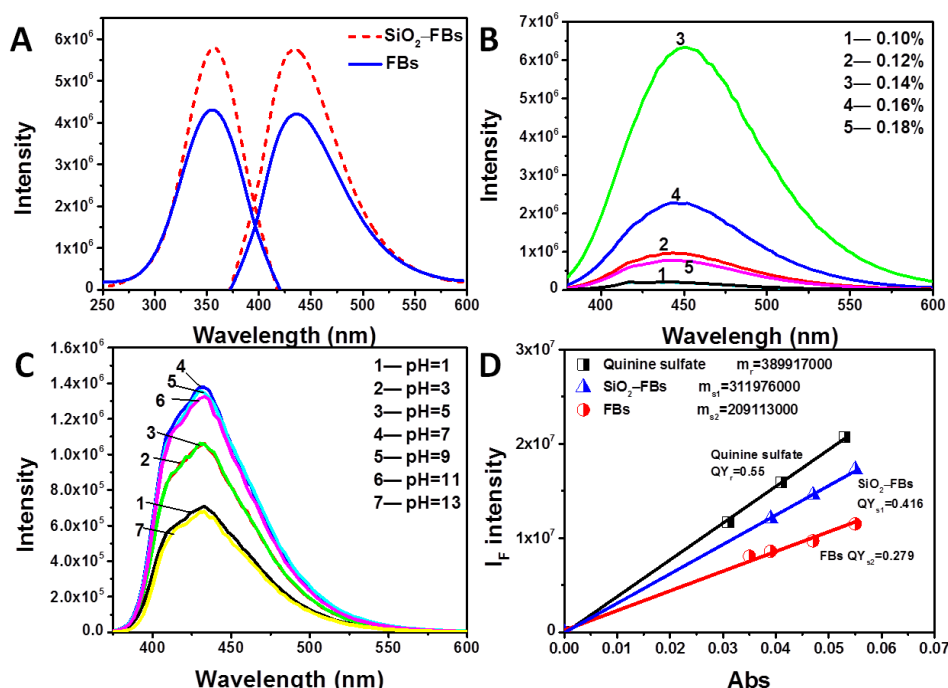 A
SiO₂–FBs
FBs
6x10⁶
5x10⁶
4x10⁶
3x10⁶
2x10⁶
1x10⁶
0
250 300 350 400 450 500 550 600
Intensity
Wavelength (nm)
B
1— 0.10%
2— 0.12%
3— 0.14%
4— 0.16%
5— 0.18%
3
4
2
5
1
7x10⁶
6x10⁶
5x10⁶
4x10⁶
3x10⁶
2x10⁶
1x10⁶
0
400 450 500 550 600
Intensity
Wavelengh (nm)
C
1— pH=1
2— pH=3
3— pH=5
4— pH=7
5— pH=9
6— pH=11
7— pH=13
4
5
6
3
2
1
7
1.6x10⁶
1.4x10⁶
1.2x10⁶
1.0x10⁶
8.0x10⁵
6.0x10⁵
4.0x10⁵
2.0x10⁵
0.0
400 450 500 550 600
Intensity
Wavelength (nm)
D
Quinine sulfate mᵣ=389917000
SiO₂–FBs mₛ₁=311976000
FBs mₛ₂=209113000
Quinine sulfate
QYᵣ=0.55
SiO₂–FBs
QYₛ₁=0.416
FBs QYₛ₂=0.279
3x10⁷
2x10⁷
1x10⁷
0
0.00 0.01 0.02 0.03 0.04 0.05 0.06 0.07
I_F intensity
Abs